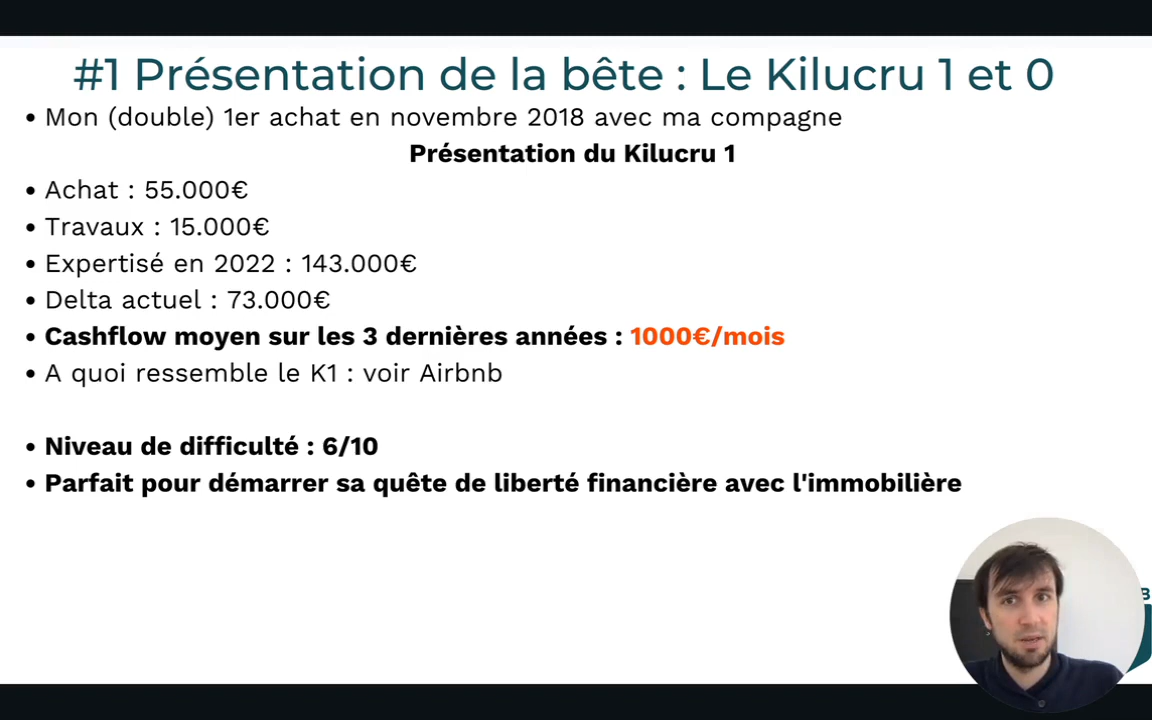 #1 Présentation de la bête : Le Kilucru 1 et 0
• Mon (double) 1er achat en novembre 2018 avec ma compagne
Présentation du Kilucru 1
• Achat : 55.000€
• Travaux : 15.000€
• Expertisé en 2022 : 143.000€
• Delta actuel : 73.000€
• Cashflow moyen sur les 3 dernières années : 1000€/mois
• A quoi ressemble le K1 : voir Airbnb
• Niveau de difficulté : 6/10
• Parfait pour démarrer sa quête de liberté financière avec l'immobilière